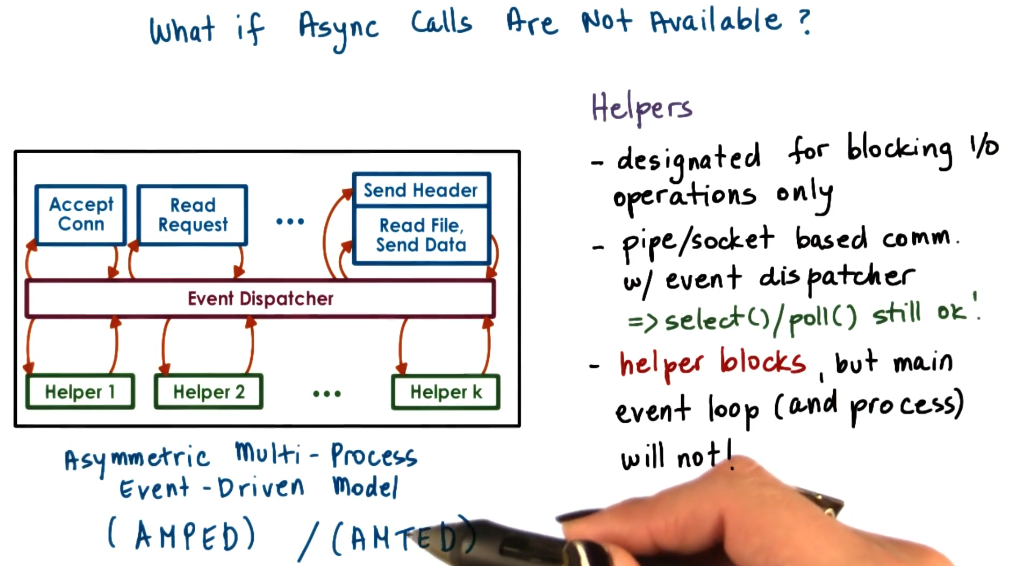 What if Async Calls Are Not Available?
Helpers
- designated for blocking I/O
operations only
- pipe/socket based comm.
w/ event dispatcher
=> select()/poll() still ok!
- helper blocks, but main
event loop (and process)
will not!
Accept
Conn
Read
Request
...
Send Header
Read File,
Send Data
Event Dispatcher
Helper 1
Helper 2
...
Helper k
Asymmetric Multi-Process
Event-Driven Model
(AMPED) / (AMTED)